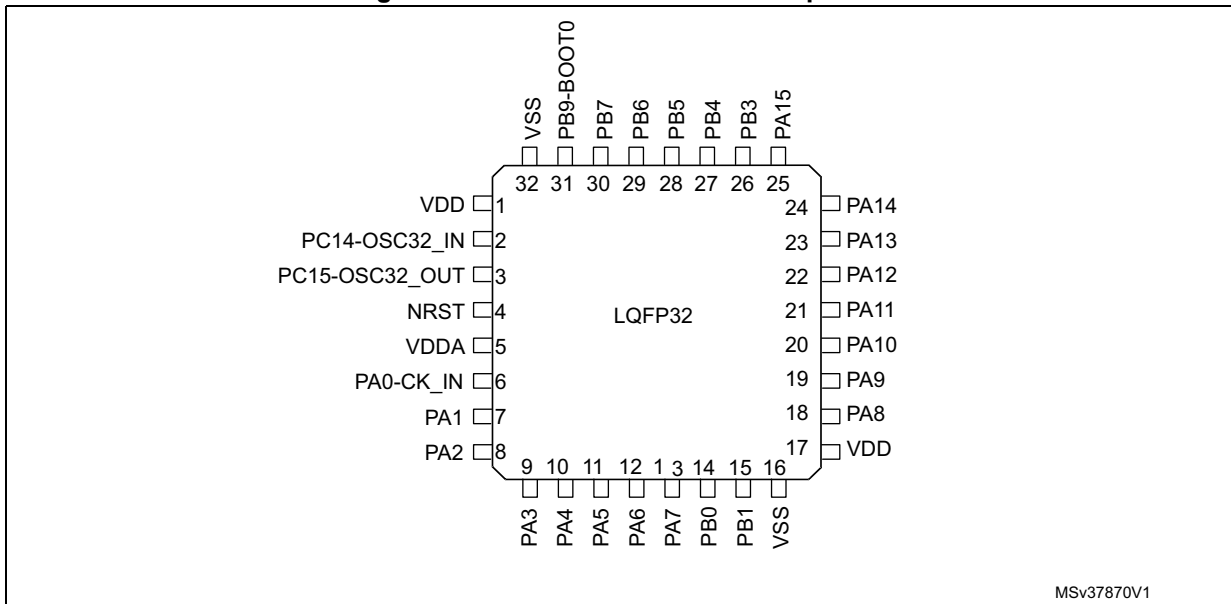 VSS
PB9-BOOT0
PB7
PB6
PB5
PB4
PB3
PA15
32 31 30 29 28 27 26 25
VDD 1
PC14-OSC32_IN 2
PC15-OSC32_OUT 3
NRST 4
VDDA 5
PA0-CK_IN 6
PA1 7
PA2 8
LQFP32
24 PA14
23 PA13
22 PA12
21 PA11
20 PA10
19 PA9
18 PA8
17 VDD
9 10 11 12 1 3 14 15 16
PA3
PA4
PA5
PA6
PA7
PB0
PB1
VSS
MSv37870V1